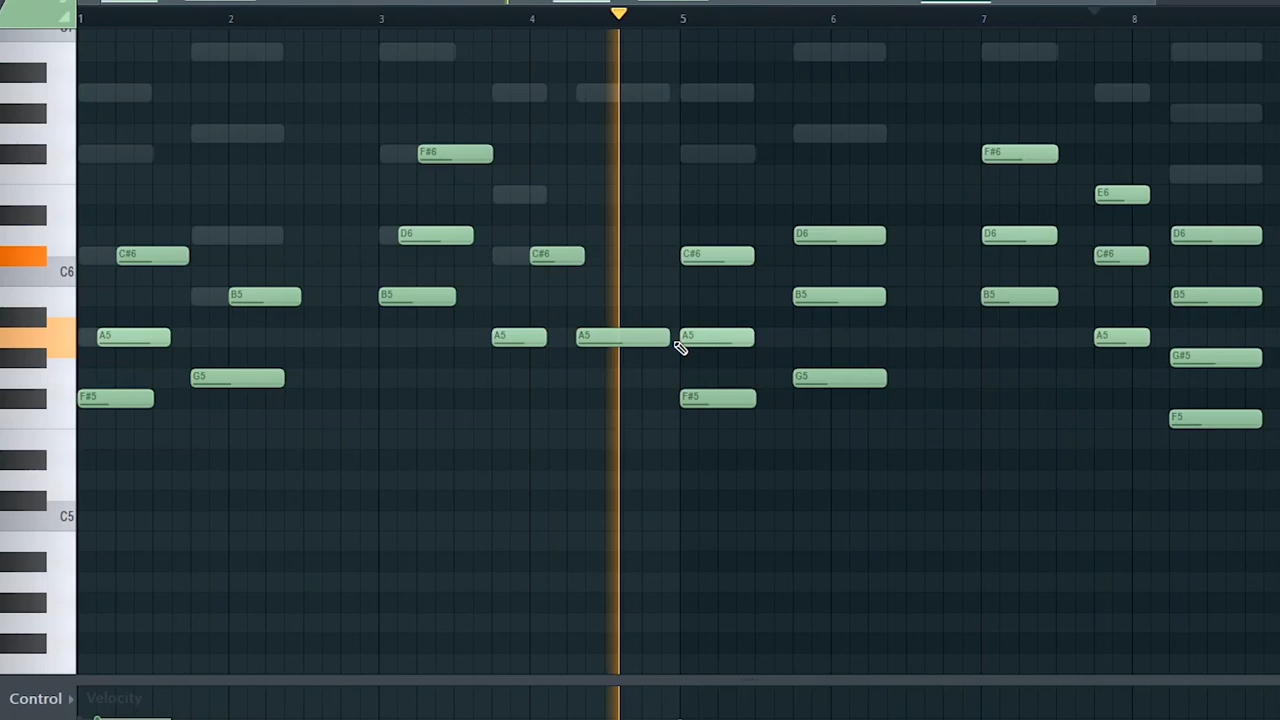 1 2 3 4 5 6 7 8
F#6 F#6
E6
D6 D6 D6 D6
C#6 C#6 C#6 C#6
C6
B5 B5 B5 B5 B5
A5 A5 A5 A5 A5
G#5
G5 G5
F#5 F#5
F5
C5
Control Velocity